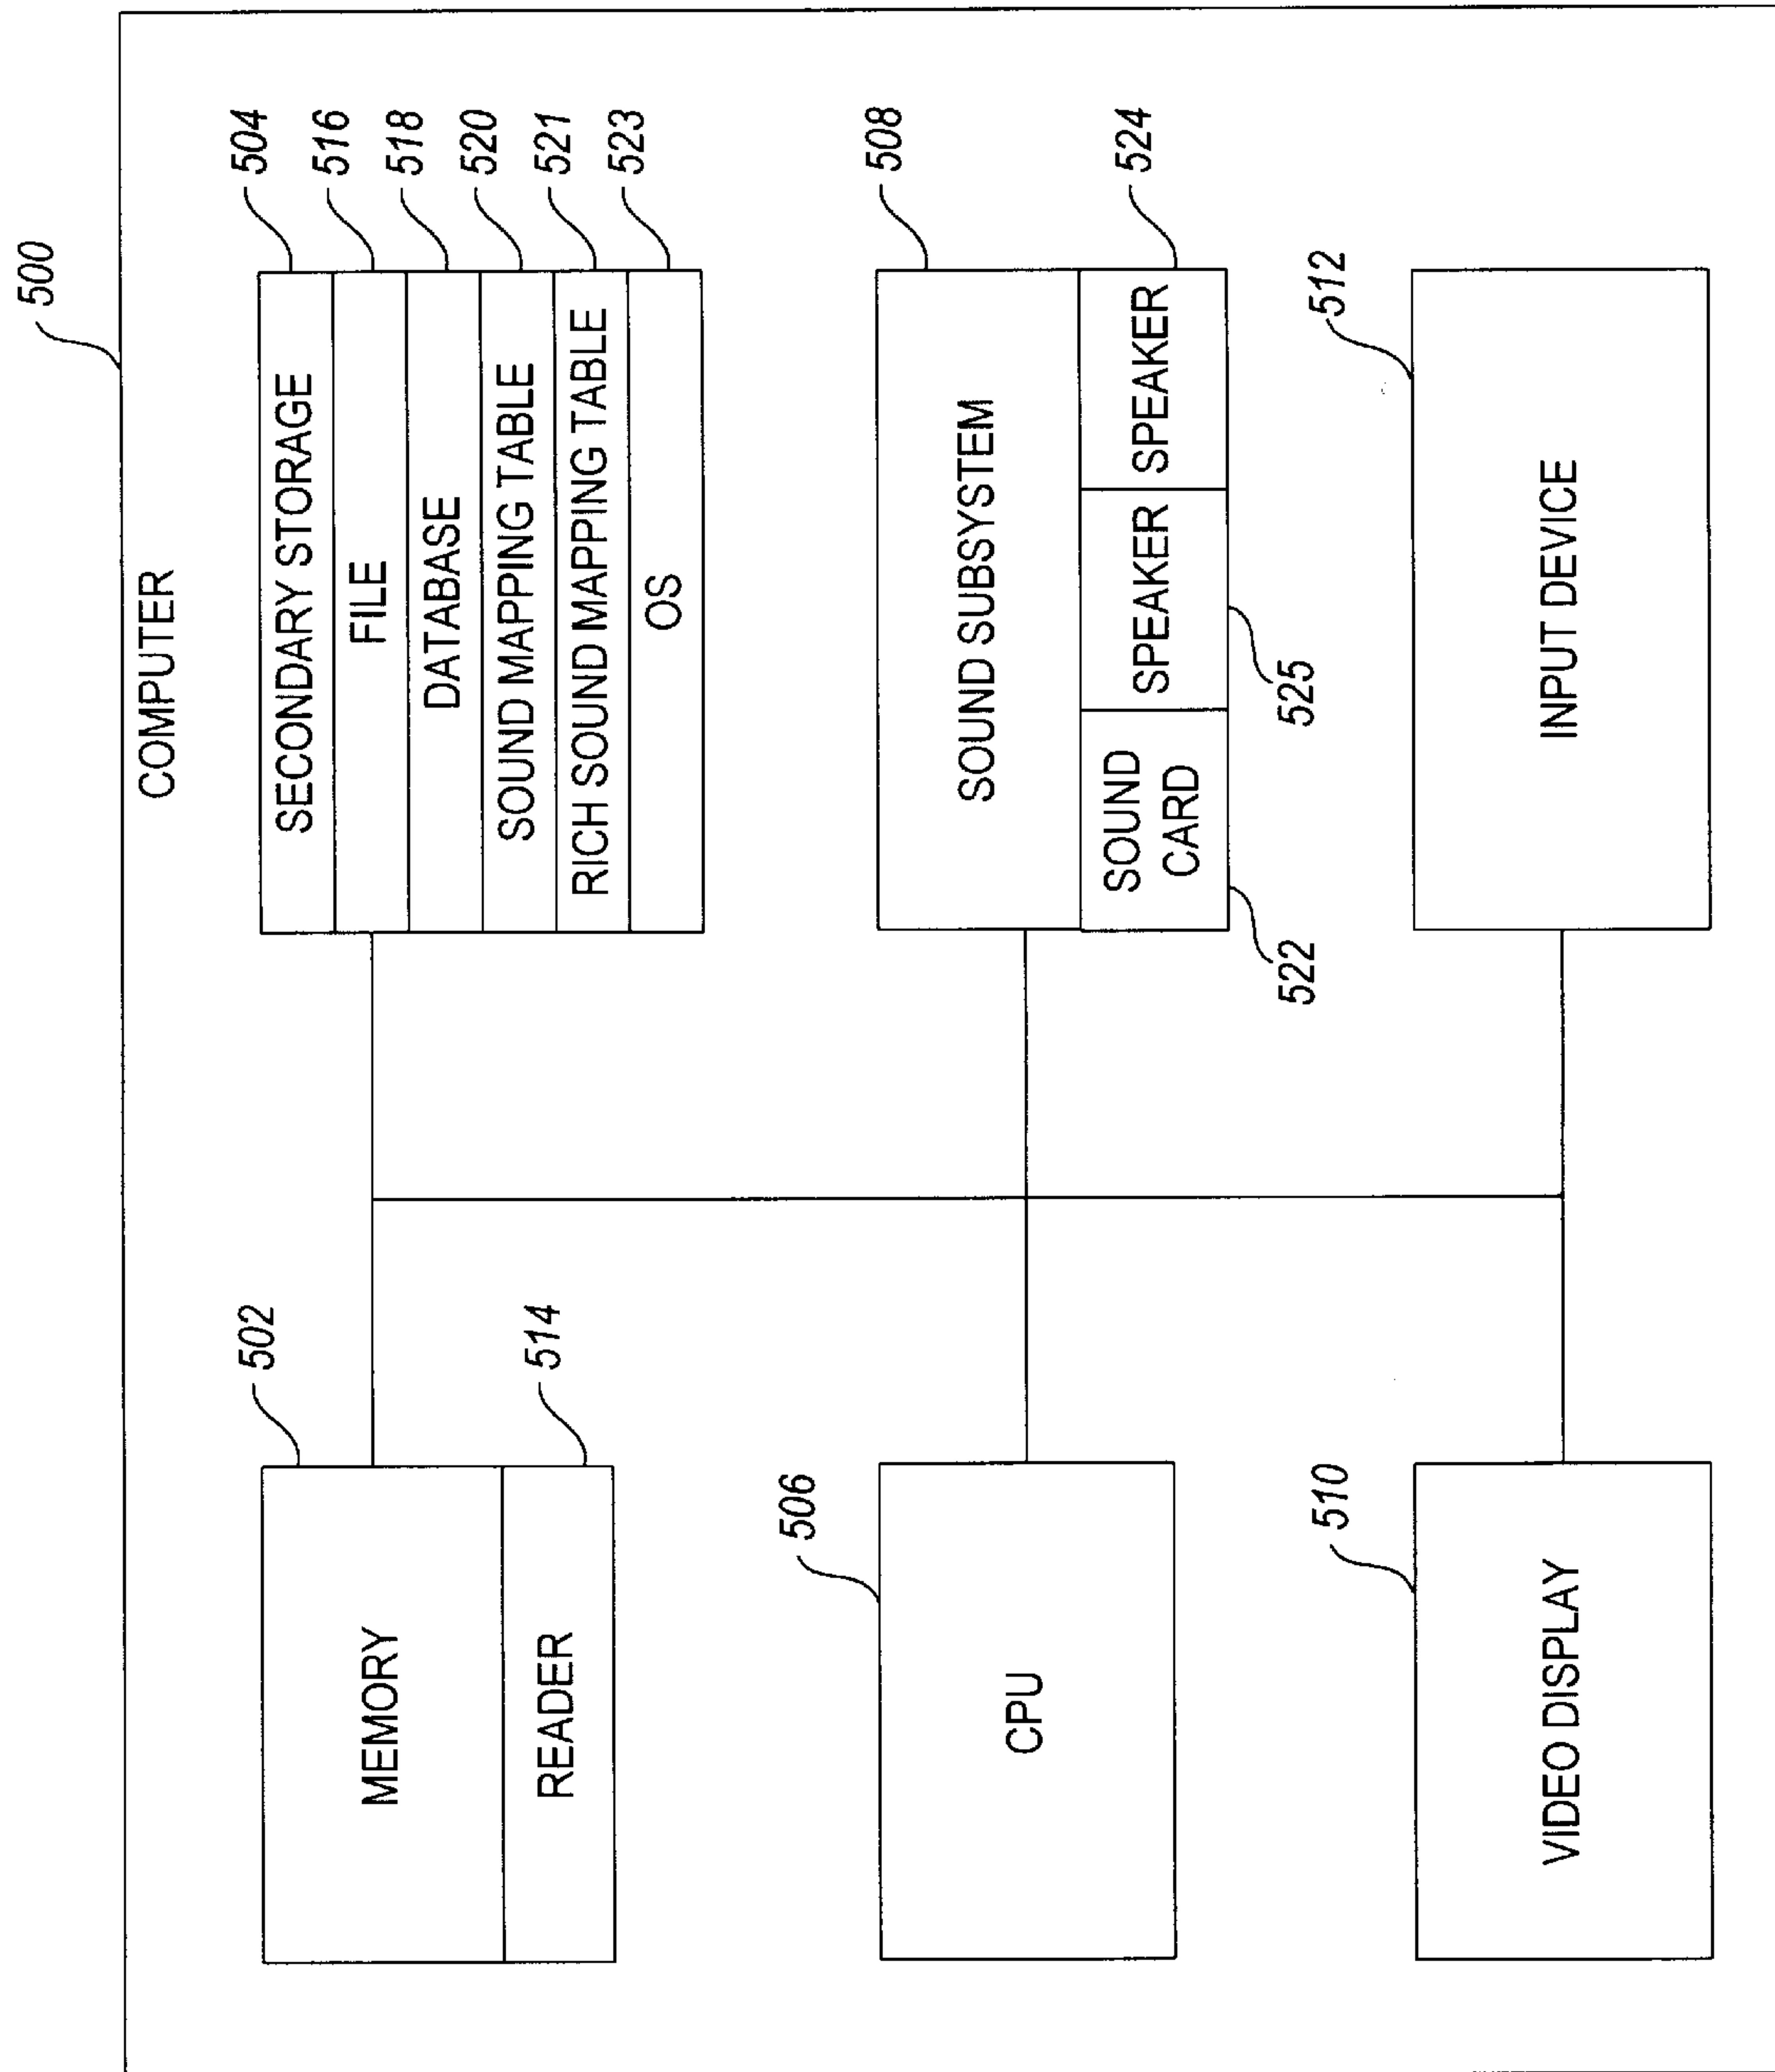 500
COMPUTER
502
MEMORY
514
READER
504
SECONDARY STORAGE
516
FILE
518
DATABASE
520
SOUND MAPPING TABLE
521
RICH SOUND MAPPING TABLE
523
OS
506
CPU
508
SOUND SUBSYSTEM
SOUND
CARD
SPEAKER
SPEAKER
524
522
525
510
VIDEO DISPLAY
512
INPUT DEVICE